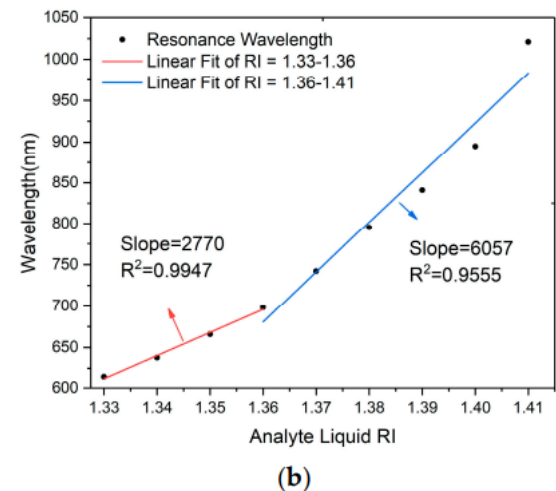 1050
1000
950
900
850
800
750
700
650
600
Wavelength(nm)
Resonance Wavelength
Linear Fit of RI = 1.33-1.36
Linear Fit of RI = 1.36-1.41
Slope=2770
R²=0.9947
Slope=6057
R²=0.9555
1.33 1.34 1.35 1.36 1.37 1.38 1.39 1.40 1.41
Analyte Liquid RI
(b)